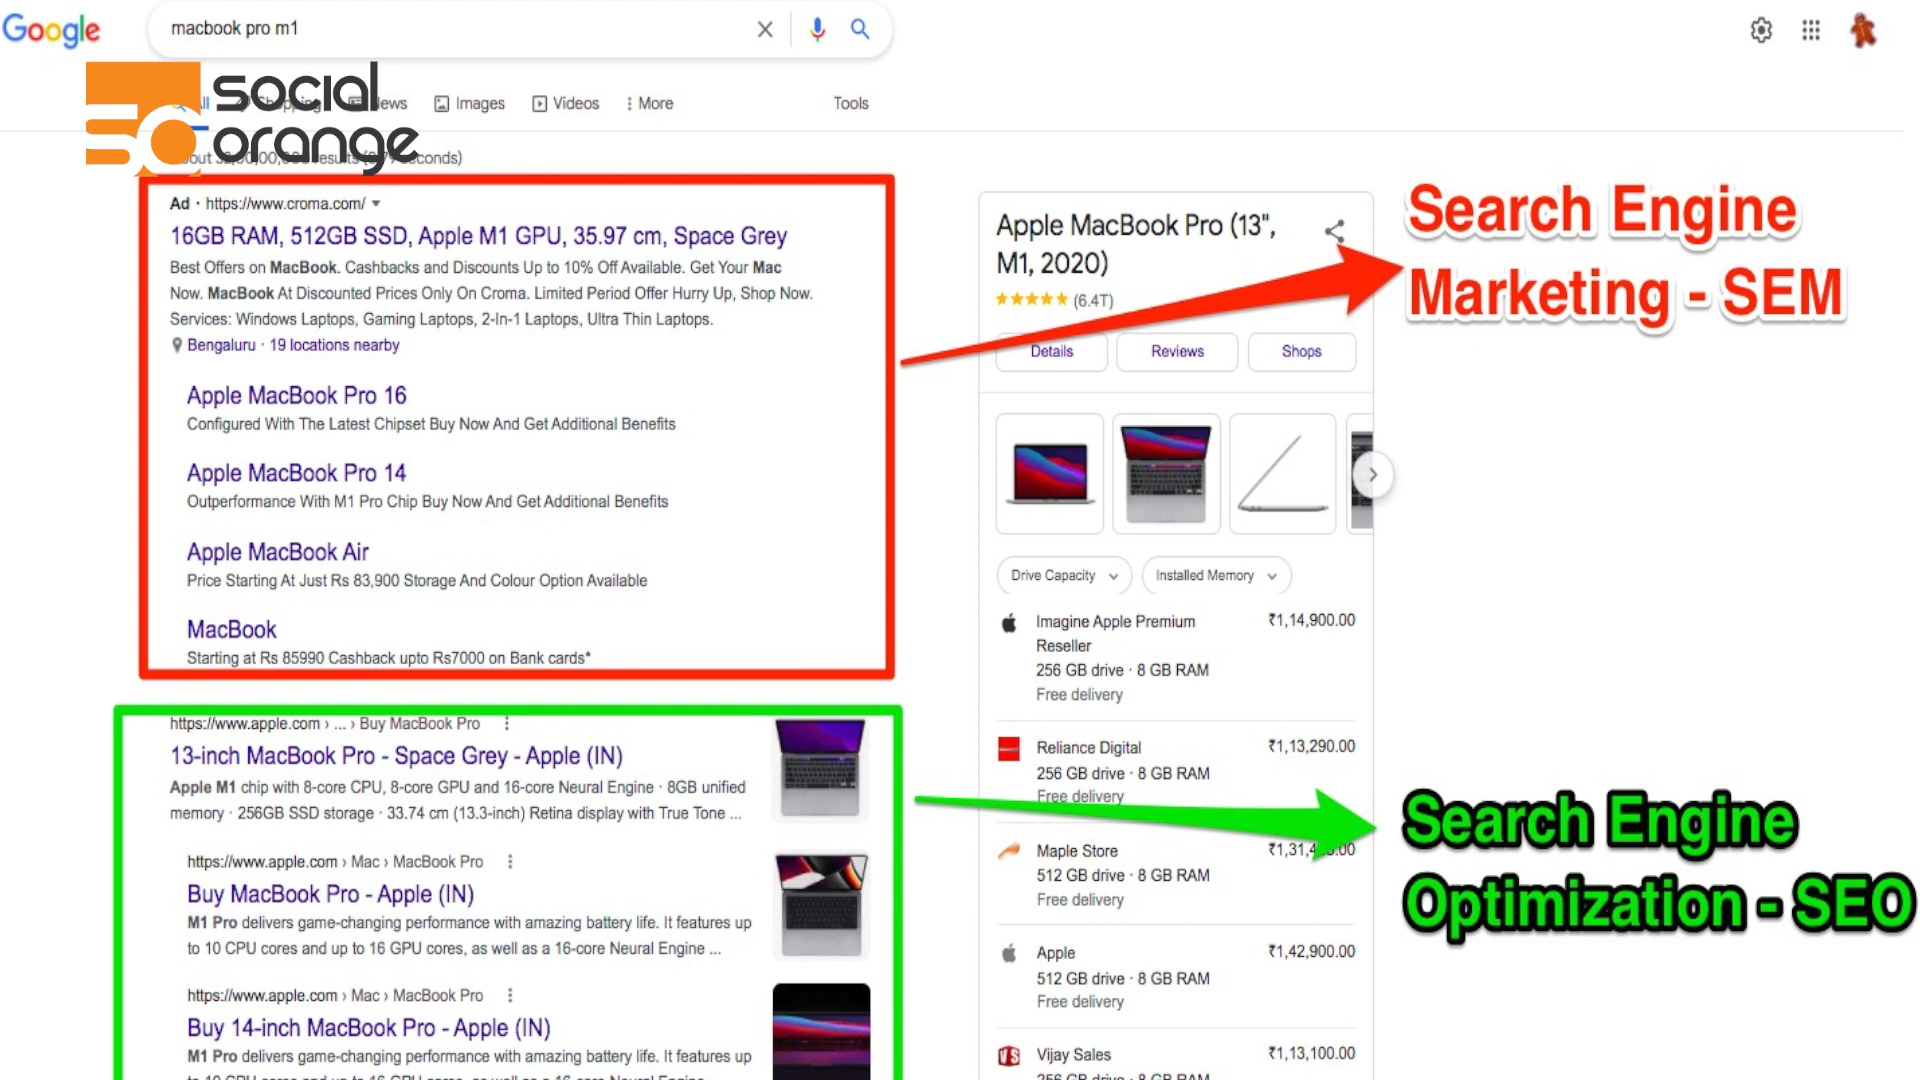 Google
macbook pro m1
social
orange
News
Images
Videos
More
Tools
Ad · https://www.croma.com/
16GB RAM, 512GB SSD, Apple M1 GPU, 35.97 cm, Space Grey
Best Offers on MacBook. Cashbacks and Discounts Up to 10% Off Available. Get Your Mac
Now. MacBook At Discounted Prices Only On Croma. Limited Period Offer Hurry Up, Shop Now.
Services: Windows Laptops, Gaming Laptops, 2-In-1 Laptops, Ultra Thin Laptops.
Bengaluru · 19 locations nearby
Apple MacBook Pro 16
Configured With The Latest Chipset Buy Now And Get Additional Benefits
Apple MacBook Pro 14
Outperformance With M1 Pro Chip Buy Now And Get Additional Benefits
Apple MacBook Air
Price Starting At Just Rs 83,900 Storage And Colour Option Available
MacBook
Starting at Rs 85990 Cashback upto Rs7000 on Bank cards*
https://www.apple.com › ... › Buy MacBook Pro
13-inch MacBook Pro - Space Grey - Apple (IN)
Apple M1 chip with 8-core CPU, 8-core GPU and 16-core Neural Engine · 8GB unified
memory · 256GB SSD storage · 33.74 cm (13.3-inch) Retina display with True Tone ...
https://www.apple.com › Mac › MacBook Pro
Buy MacBook Pro - Apple (IN)
M1 Pro delivers game-changing performance with amazing battery life. It features up
to 10 CPU cores and up to 16 GPU cores, as well as a 16-core Neural Engine ...
https://www.apple.com › Mac › MacBook Pro
Buy 14-inch MacBook Pro - Apple (IN)
M1 Pro delivers game-changing performance with amazing battery life. It features up
Apple MacBook Pro (13",
M1, 2020)
(6.4T)
Details
Reviews
Shops
Drive Capacity
Installed Memory
Imagine Apple Premium
Reseller
₹1,14,900.00
256 GB drive · 8 GB RAM
Free delivery
Reliance Digital
₹1,13,290.00
256 GB drive · 8 GB RAM
Free delivery
Maple Store
512 GB drive · 8 GB RAM
Free delivery
Apple
₹1,42,900.00
512 GB drive · 8 GB RAM
Free delivery
Vijay Sales
₹1,13,100.00
256 GB drive · 8 GB RAM
Search Engine
Marketing - SEM
Search Engine
Optimization - SEO